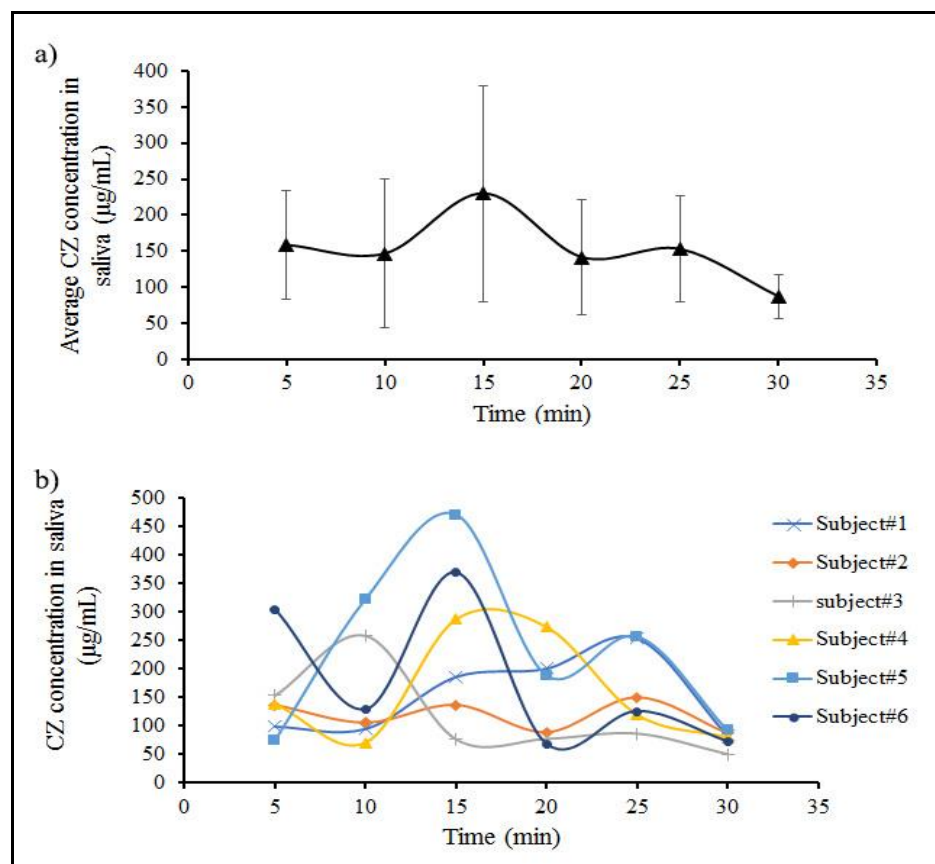 a)
Average CZ concentration in
saliva (µg/mL)
400
350
300
250
200
150
100
50
0
0 5 10 15 20 25 30 35
Time (min)
b)
CZ concentration in saliva
(µg/mL)
500
450
400
350
300
250
200
150
100
50
0
0 5 10 15 20 25 30 35
Time (min)
Subject#1
Subject#2
subject#3
Subject#4
Subject#5
Subject#6